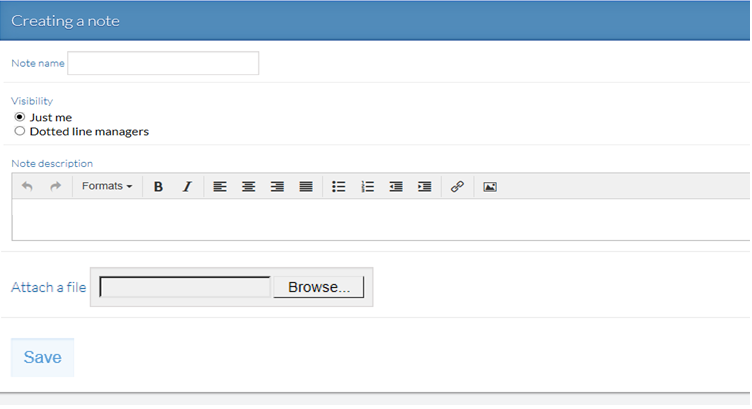 Creating a note
Note name
Visibility
Just me
Dotted line managers
Note description
Formats B I
Attach a file Browse...
Save